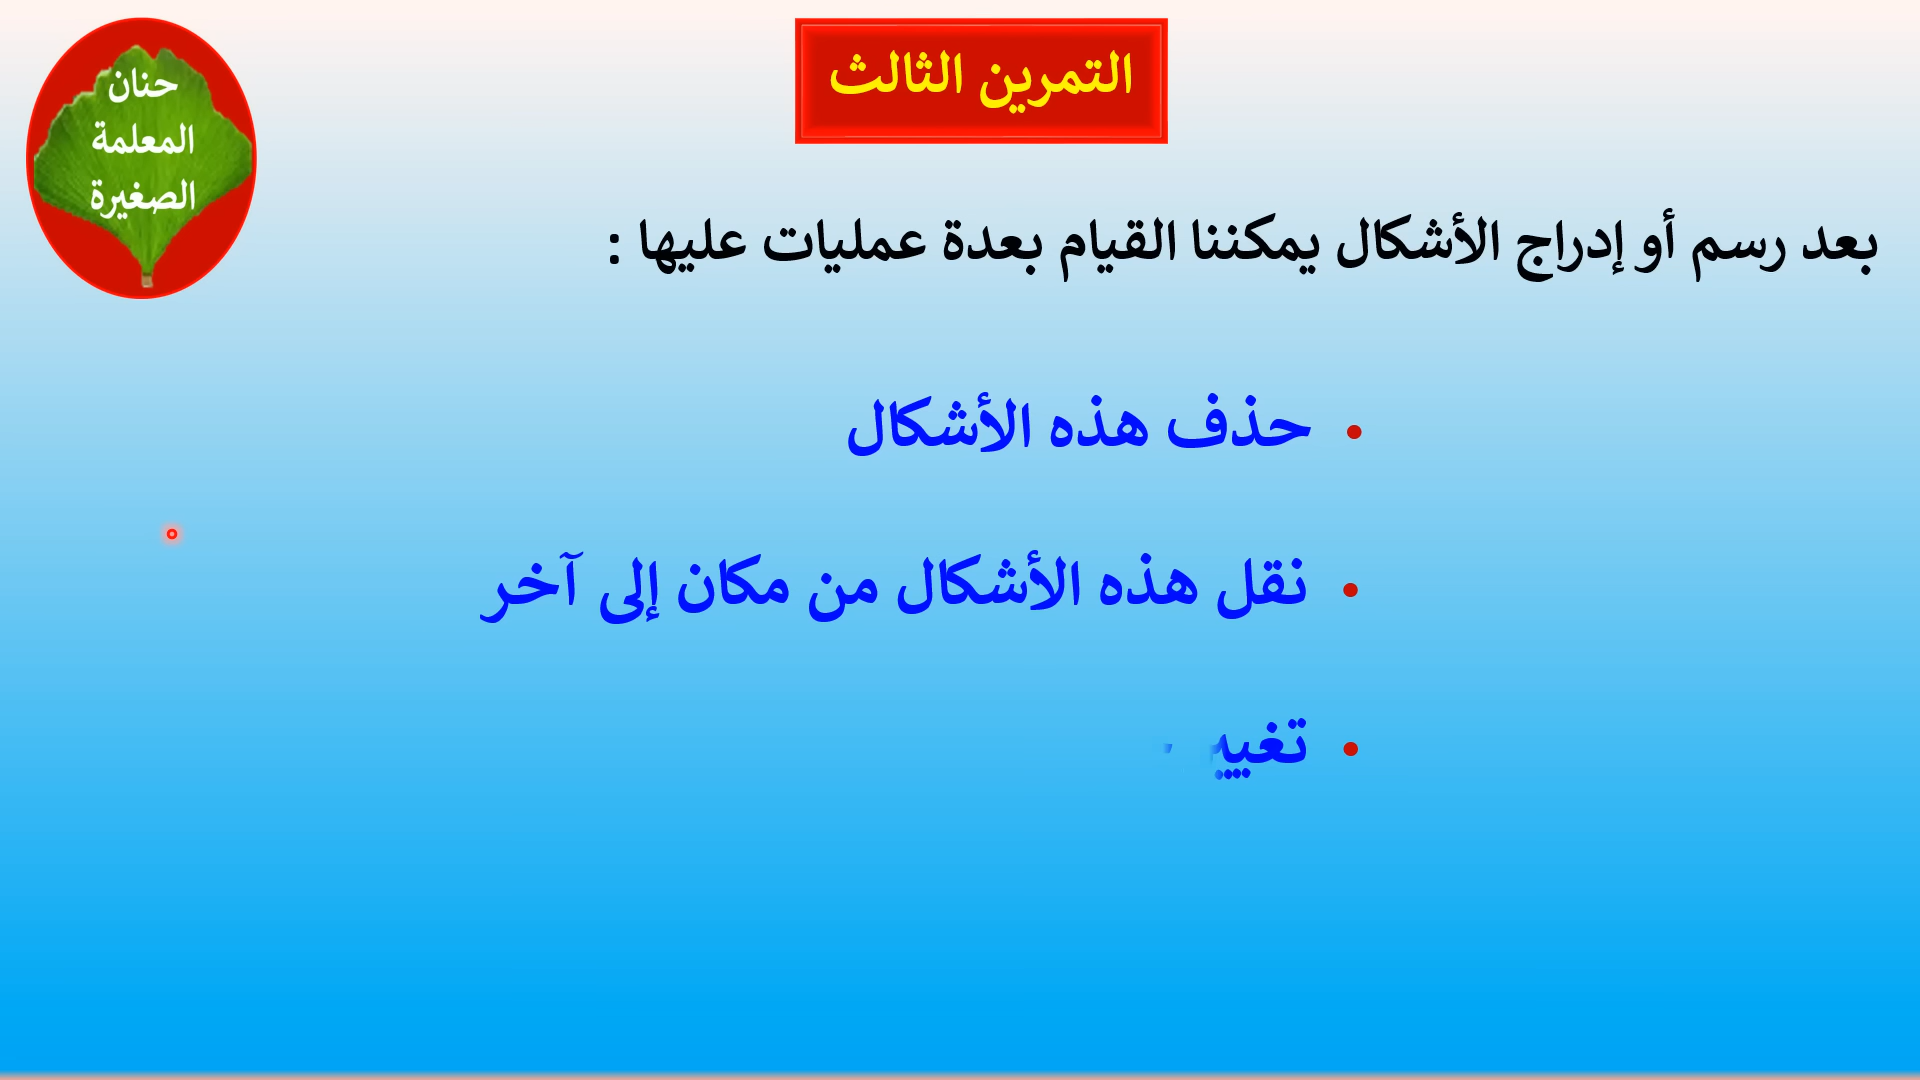 التمرين الثالث
حنان
المعلمة
الصغيرة
بعد رسم أو إدراج الأشكال يمكننا القيام بعدة عمليات عليها :
• حذف هذه الأشكال
• نقل هذه الأشكال من مكان إلى آخر